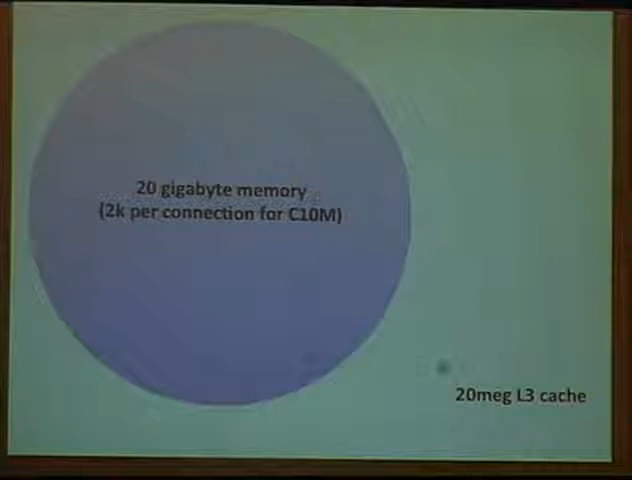 20 gigabyte memory
(2k per connection for C10M)
20meg L3 cache